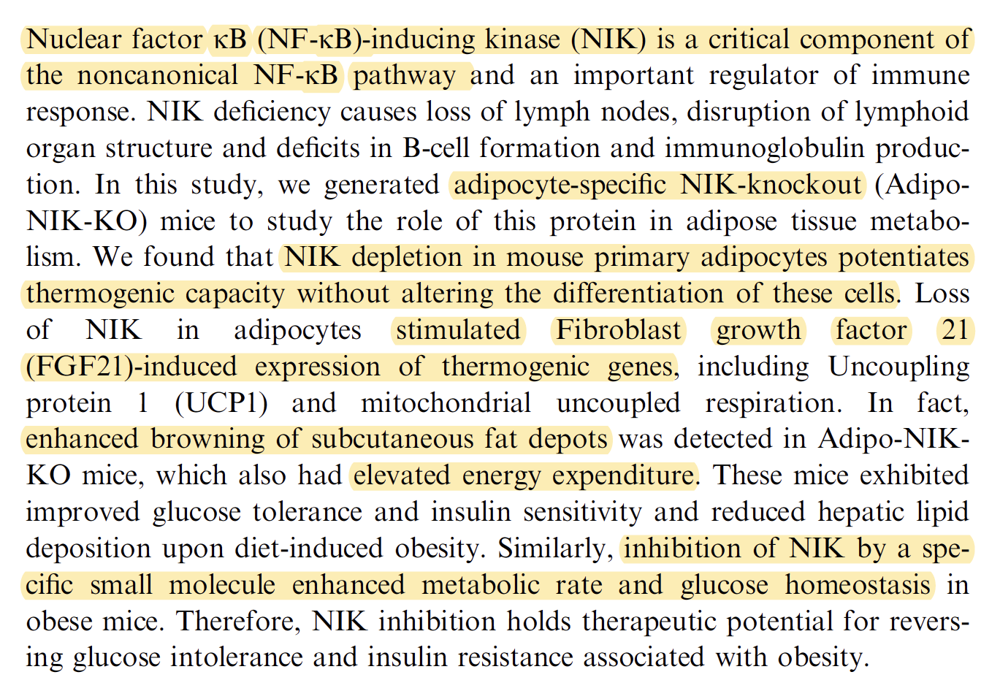 Nuclear factor κB (NF-κB)-inducing kinase (NIK) is a critical component of
the noncanonical NF-κB pathway and an important regulator of immune
response. NIK deficiency causes loss of lymph nodes, disruption of lymphoid
organ structure and deficits in B-cell formation and immunoglobulin produc-
tion. In this study, we generated adipocyte-specific NIK-knockout (Adipo-
NIK-KO) mice to study the role of this protein in adipose tissue metabo-
lism. We found that NIK depletion in mouse primary adipocytes potentiates
thermogenic capacity without altering the differentiation of these cells. Loss
of NIK in adipocytes stimulated Fibroblast growth factor 21
(FGF21)-induced expression of thermogenic genes, including Uncoupling
protein 1 (UCP1) and mitochondrial uncoupled respiration. In fact,
enhanced browning of subcutaneous fat depots was detected in Adipo-NIK-
KO mice, which also had elevated energy expenditure. These mice exhibited
improved glucose tolerance and insulin sensitivity and reduced hepatic lipid
deposition upon diet-induced obesity. Similarly, inhibition of NIK by a spe-
cific small molecule enhanced metabolic rate and glucose homeostasis in
obese mice. Therefore, NIK inhibition holds therapeutic potential for revers-
ing glucose intolerance and insulin resistance associated with obesity.